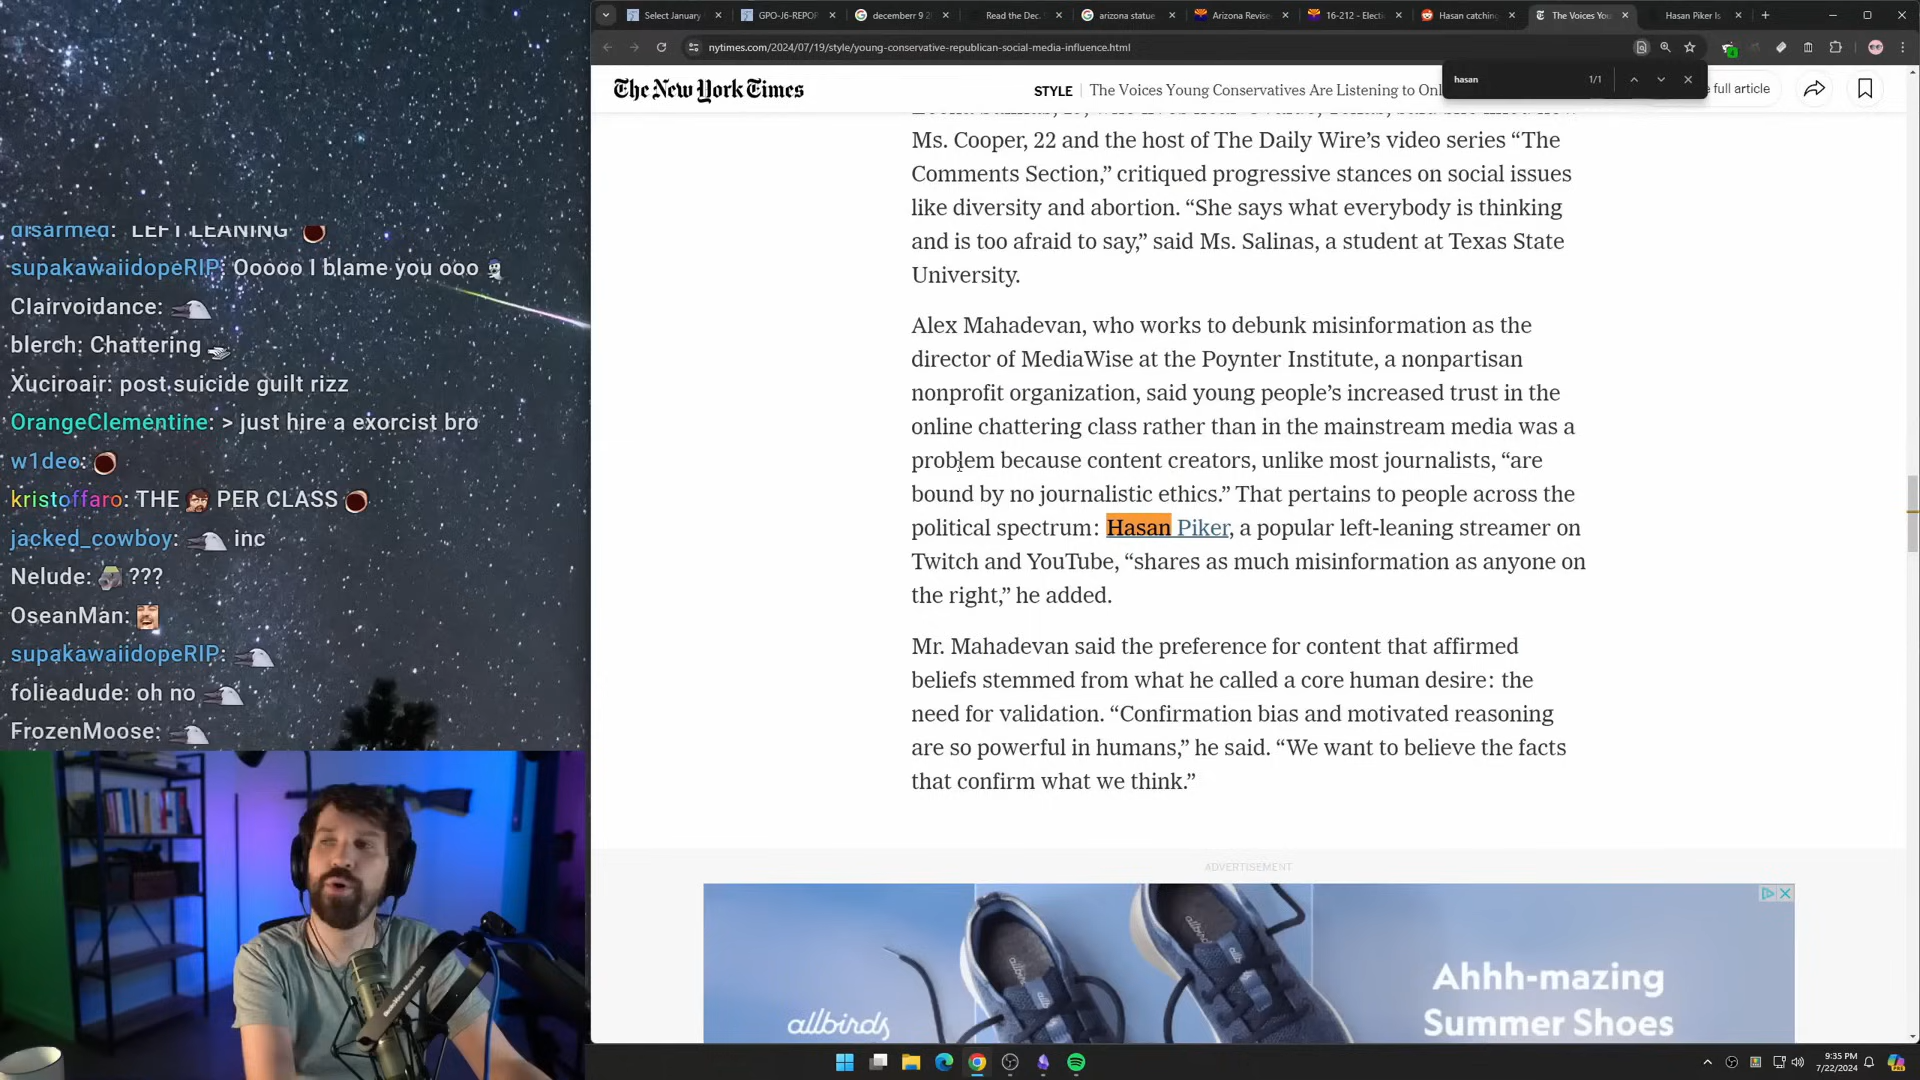 Select January
GPO-J6-REPOR
decemberr 9 2
Read the Dec.
arizona statue
Arizona Revise
16-212 - Electi
Hasan catching
The Voices You
Hasan Piker Is
nytimes.com/2024/07/19/style/young-conservative-republican-social-media-influence.html
hasan 1/1
The New York Times
STYLE | The Voices Young Conservatives Are Listening to Onl
full article
Ms. Cooper, 22 and the host of The Daily Wire's video series “The
Comments Section,” critiqued progressive stances on social issues
like diversity and abortion. “She says what everybody is thinking
and is too afraid to say,” said Ms. Salinas, a student at Texas State
University.
Alex Mahadevan, who works to debunk misinformation as the
director of MediaWise at the Poynter Institute, a nonpartisan
nonprofit organization, said young people’s increased trust in the
online chattering class rather than in the mainstream media was a
problem because content creators, unlike most journalists, “are
bound by no journalistic ethics.” That pertains to people across the
political spectrum: Hasan Piker, a popular left-leaning streamer on
Twitch and YouTube, “shares as much misinformation as anyone on
the right,” he added.
Mr. Mahadevan said the preference for content that affirmed
beliefs stemmed from what he called a core human desire: the
need for validation. “Confirmation bias and motivated reasoning
are so powerful in humans,” he said. “We want to believe the facts
that confirm what we think.”
ADVERTISEMENT
allbirds
allbirds
Ahhh-mazing
Summer Shoes
disarmed: LEFT LEANING
supakawaiidopeRIP: Ooooo I blame you ooo
Clairvoidance:
blerch: Chattering
Xuciroair: post suicide guilt rizz
OrangeClementine: > just hire a exorcist bro
w1deo:
kristoffaro: THE PER CLASS
jacked_cowboy: inc
Nelude: ???
OseanMan:
supakawaiidopeRIP:
folieadude: oh no
FrozenMoose:
9:35 PM
7/22/2024